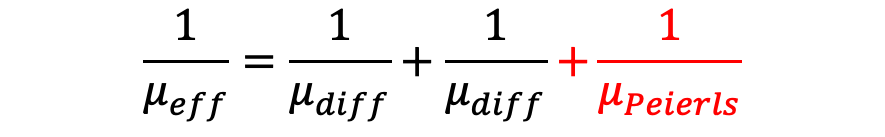 1/μ_eff = 1/μ_diff + 1/μ_diff + 1/μ_Peierls